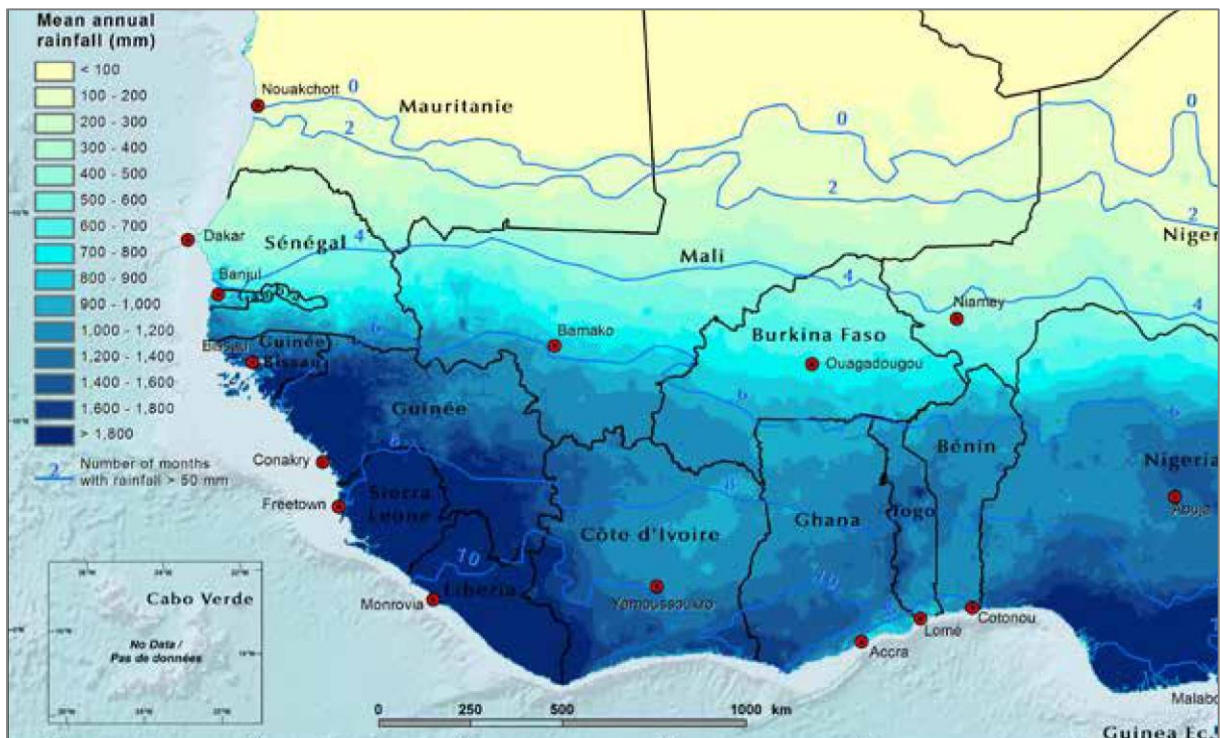 Mean annual
rainfall (mm)
< 100
100 - 200
200 - 300
300 - 400
400 - 500
500 - 600
600 - 700
700 - 800
800 - 900
900 - 1,000
1,000 - 1,200
1,200 - 1,400
1,400 - 1,600
1,600 - 1,800
> 1,800
2 Number of months
with rainfall > 50 mm
Nouakchott
0
Mauritanie
0
0
2
2
2
Dakar
Sénégal
4
Mali
Niger
Banjul
4
4
Niamey
6
Bamako
Burkina Faso
Ouagadougou
Guinée
Bissau
6
6
Guinée
Bénin
8
Conakry
Nigeria
8
Freetown
Sierra
Leone
Ghana
Togo
Abuja
Côte d'Ivoire
10
10
Monrovia
Liberia
Yamoussoukro
Lomé
Cotonou
Accra
Cabo Verde
No Data /
Pas de données
0 250 500 1000 km
Malabo
Guinea Ec.